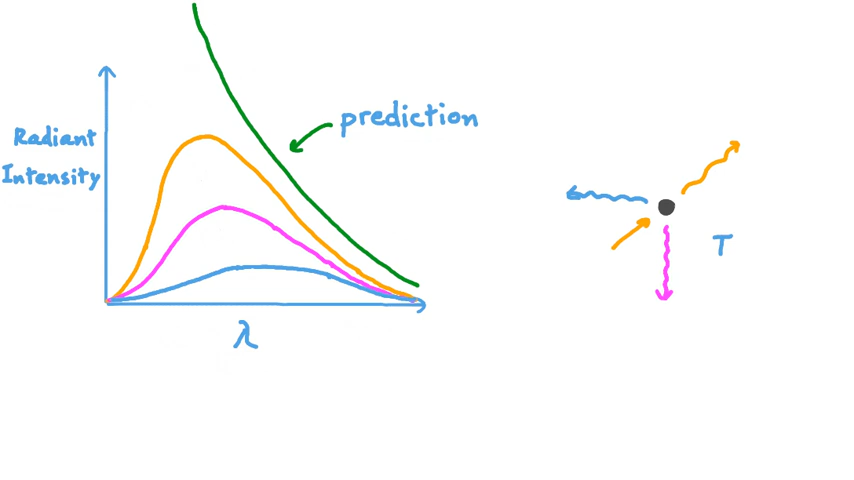 prediction
Radiant
Intensity
T
λ